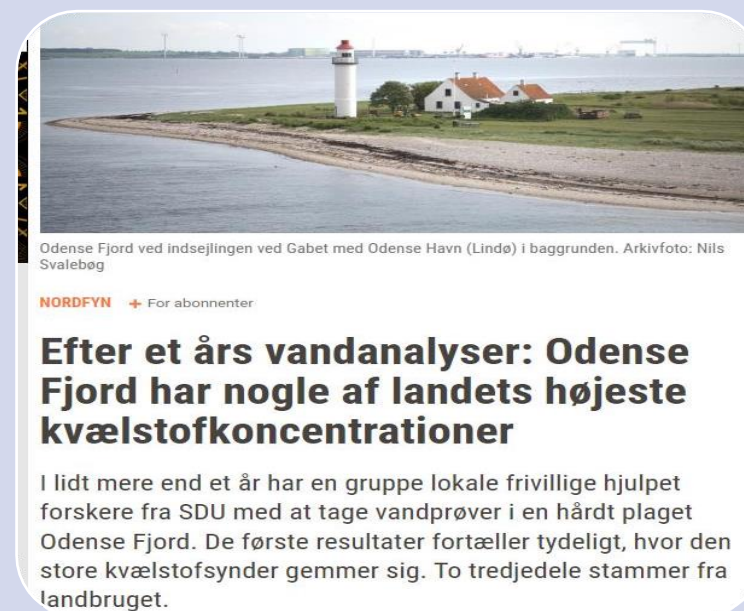 Odense Fjord ved indsejlingen ved Gabet med Odense Havn (Lindø) i baggrunden. Arkivfoto: Nils
Svalebøg
NORDFYN + For abonnenter
Efter et års vandanalyser: Odense
Fjord har nogle af landets højeste
kvælstofkoncentrationer
I lidt mere end et år har en gruppe lokale frivillige hjulpet
forskere fra SDU med at tage vandprøver i en hårdt plaget
Odense Fjord. De første resultater fortæller tydeligt, hvor den
store kvælstofsynder gemmer sig. To tredjedele stammer fra
landbruget.